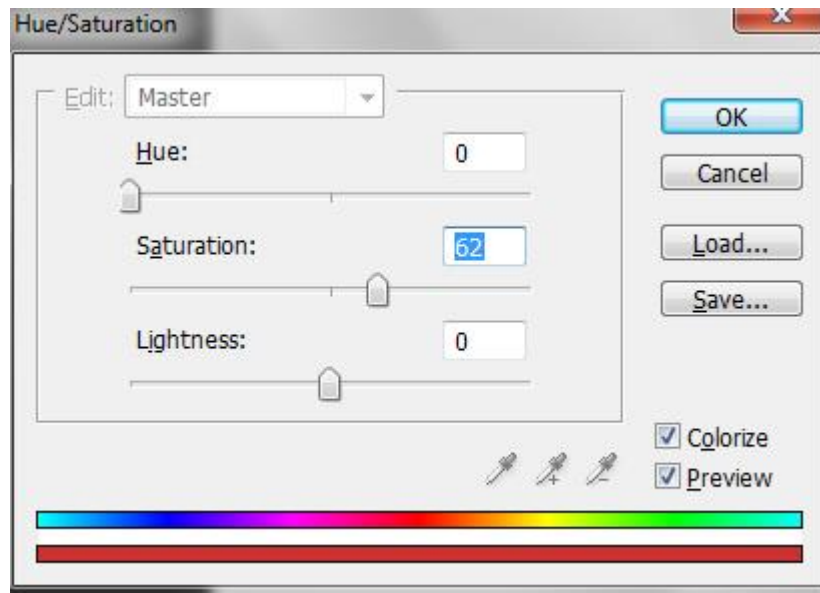 Hue/Saturation
Edit: Master
OK
Hue: 0
Cancel
Saturation: 62
Load...
Save...
Lightness: 0
Colorize
Preview